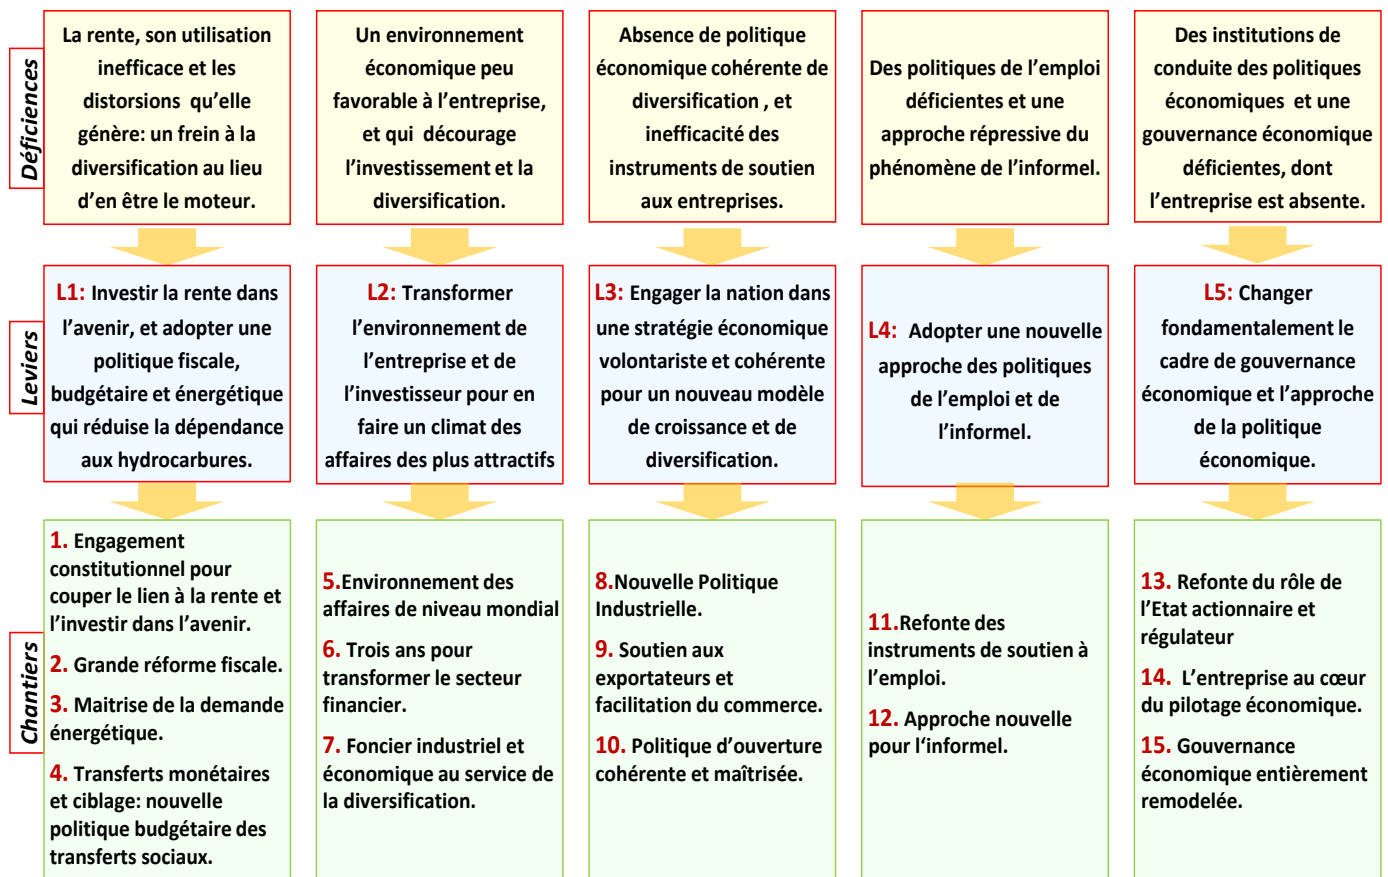 Déficiences
La rente, son utilisation
inefficace et les
distorsions qu'elle
génère: un frein à la
diversification au lieu
d'en être le moteur.
Un environnement
économique peu
favorable à l'entreprise,
et qui décourage
l'investissement et la
diversification.
Absence de politique
économique cohérente de
diversification , et
inefficacité des
instruments de soutien
aux entreprises.
Des politiques de l'emploi
déficientes et une
approche répressive du
phénomène de l'informel.
Des institutions de
conduite des politiques
économiques et une
gouvernance économique
déficientes, dont
l'entreprise est absente.
Leviers
L1: Investir la rente dans
l'avenir, et adopter une
politique fiscale,
budgétaire et énergétique
qui réduise la dépendance
aux hydrocarbures.
L2: Transformer
l'environnement de
l'entreprise et de
l'investisseur pour en
faire un climat des
affaires des plus attractifs
L3: Engager la nation dans
une stratégie économique
volontariste et cohérente
pour un nouveau modèle
de croissance et de
diversification.
L4: Adopter une nouvelle
approche des politiques
de l'emploi et de
l'informel.
L5: Changer
fondamentalement le
cadre de gouvernance
économique et l'approche
de la politique
économique.
Chantiers
1. Engagement
constitutionnel pour
couper le lien à la rente et
l'investir dans l'avenir.
2. Grande réforme fiscale.
3. Maitrise de la demande
énergétique.
4. Transferts monétaires
et ciblage: nouvelle
politique budgétaire des
transferts sociaux.
5.Environnement des
affaires de niveau mondial
6. Trois ans pour
transformer le secteur
financier.
7. Foncier industriel et
économique au service de
la diversification.
8.Nouvelle Politique
Industrielle.
9. Soutien aux
exportateurs et
facilitation du commerce.
10. Politique d'ouverture
cohérente et maîtrisée.
11.Refonte des
instruments de soutien à
l'emploi.
12. Approche nouvelle
pour l'informel.
13. Refonte du rôle de
l'Etat actionnaire et
régulateur
14. L'entreprise au cœur
du pilotage économique.
15. Gouvernance
économique entièrement
remodelée.